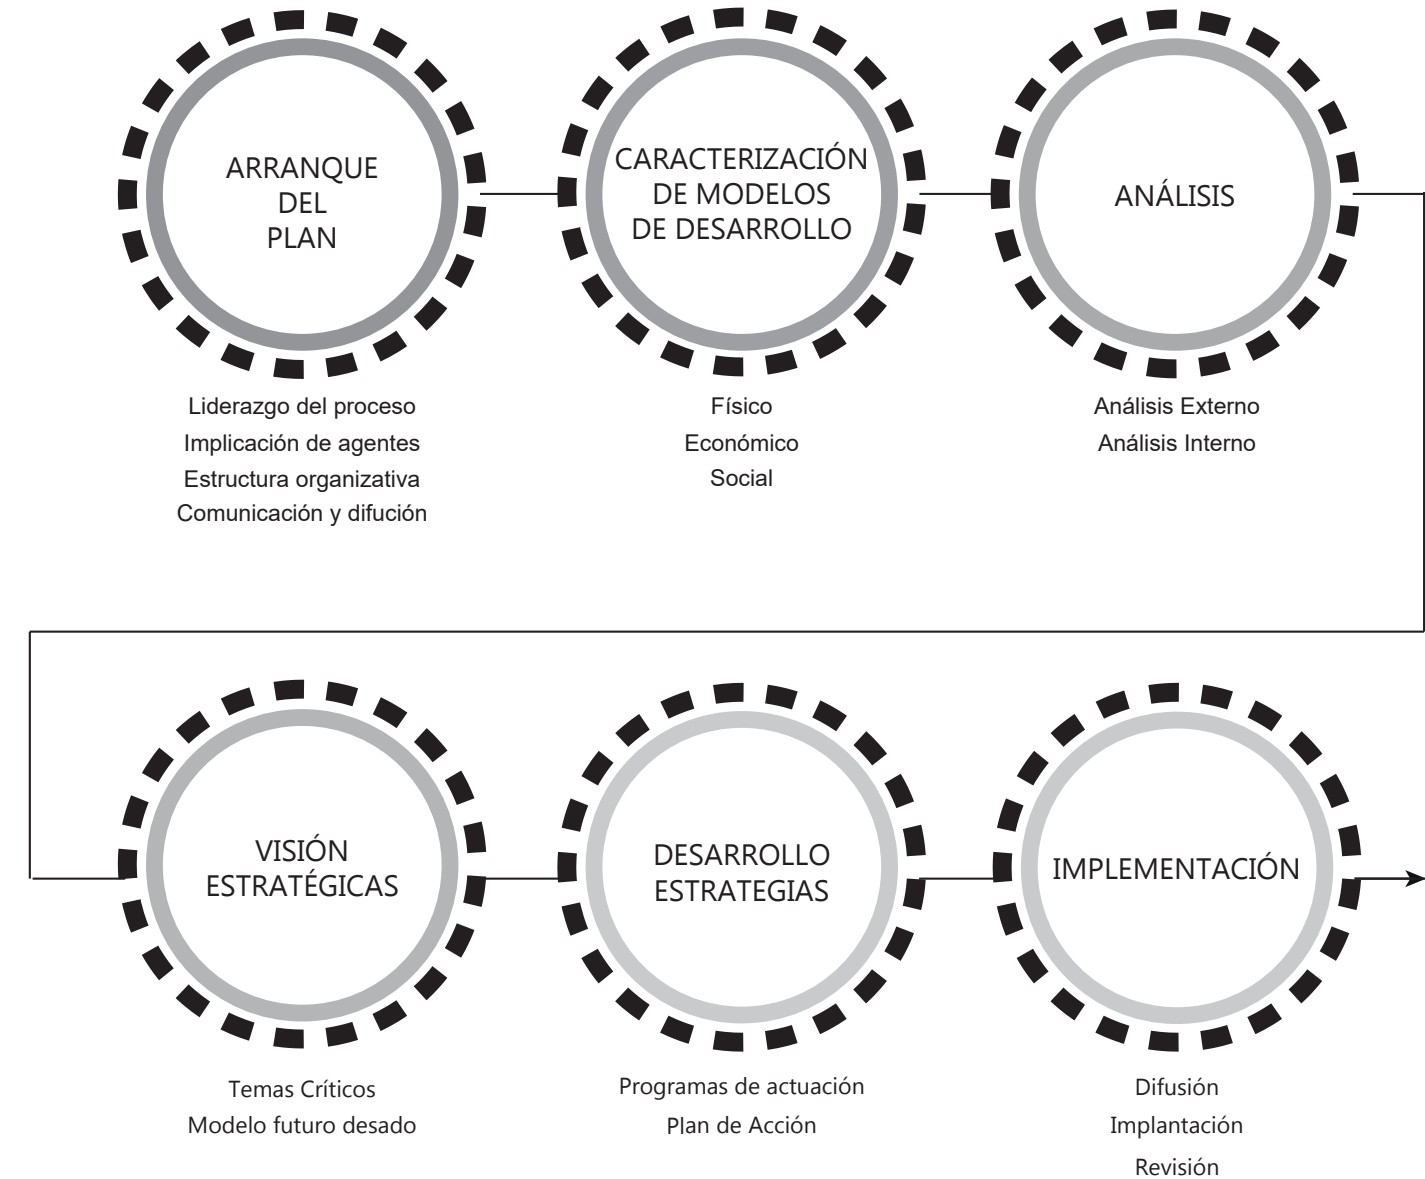 ARRANQUE
DEL
PLAN
Liderazgo del proceso
Implicación de agentes
Estructura organizativa
Comunicación y difución
CARACTERIZACIÓN
DE MODELOS
DE DESARROLLO
Físico
Económico
Social
ANÁLISIS
Análisis Externo
Análisis Interno
VISIÓN
ESTRATÉGICAS
Temas Críticos
Modelo futuro desado
DESARROLLO
ESTRATEGIAS
Programas de actuación
Plan de Acción
IMPLEMENTACIÓN
Difusión
Implantación
Revisión